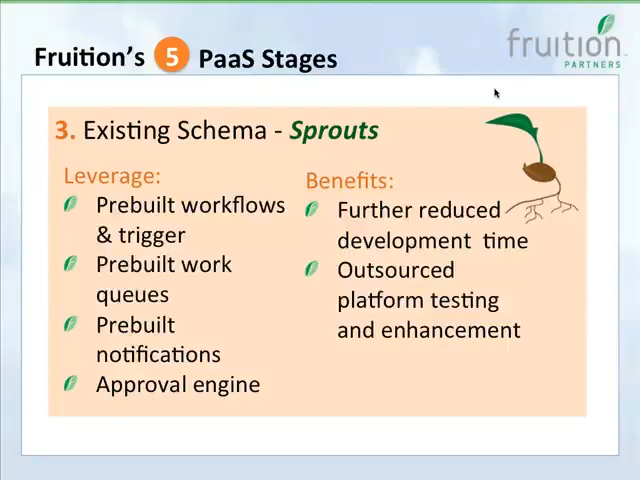 Fruition's 5 PaaS Stages
fruition
PARTNERS
3. Existing Schema - Sprouts
Leverage:
Prebuilt workflows
& trigger
Prebuilt work
queues
Prebuilt
notifications
Approval engine
Benefits:
Further reduced
development time
Outsourced
platform testing
and enhancement